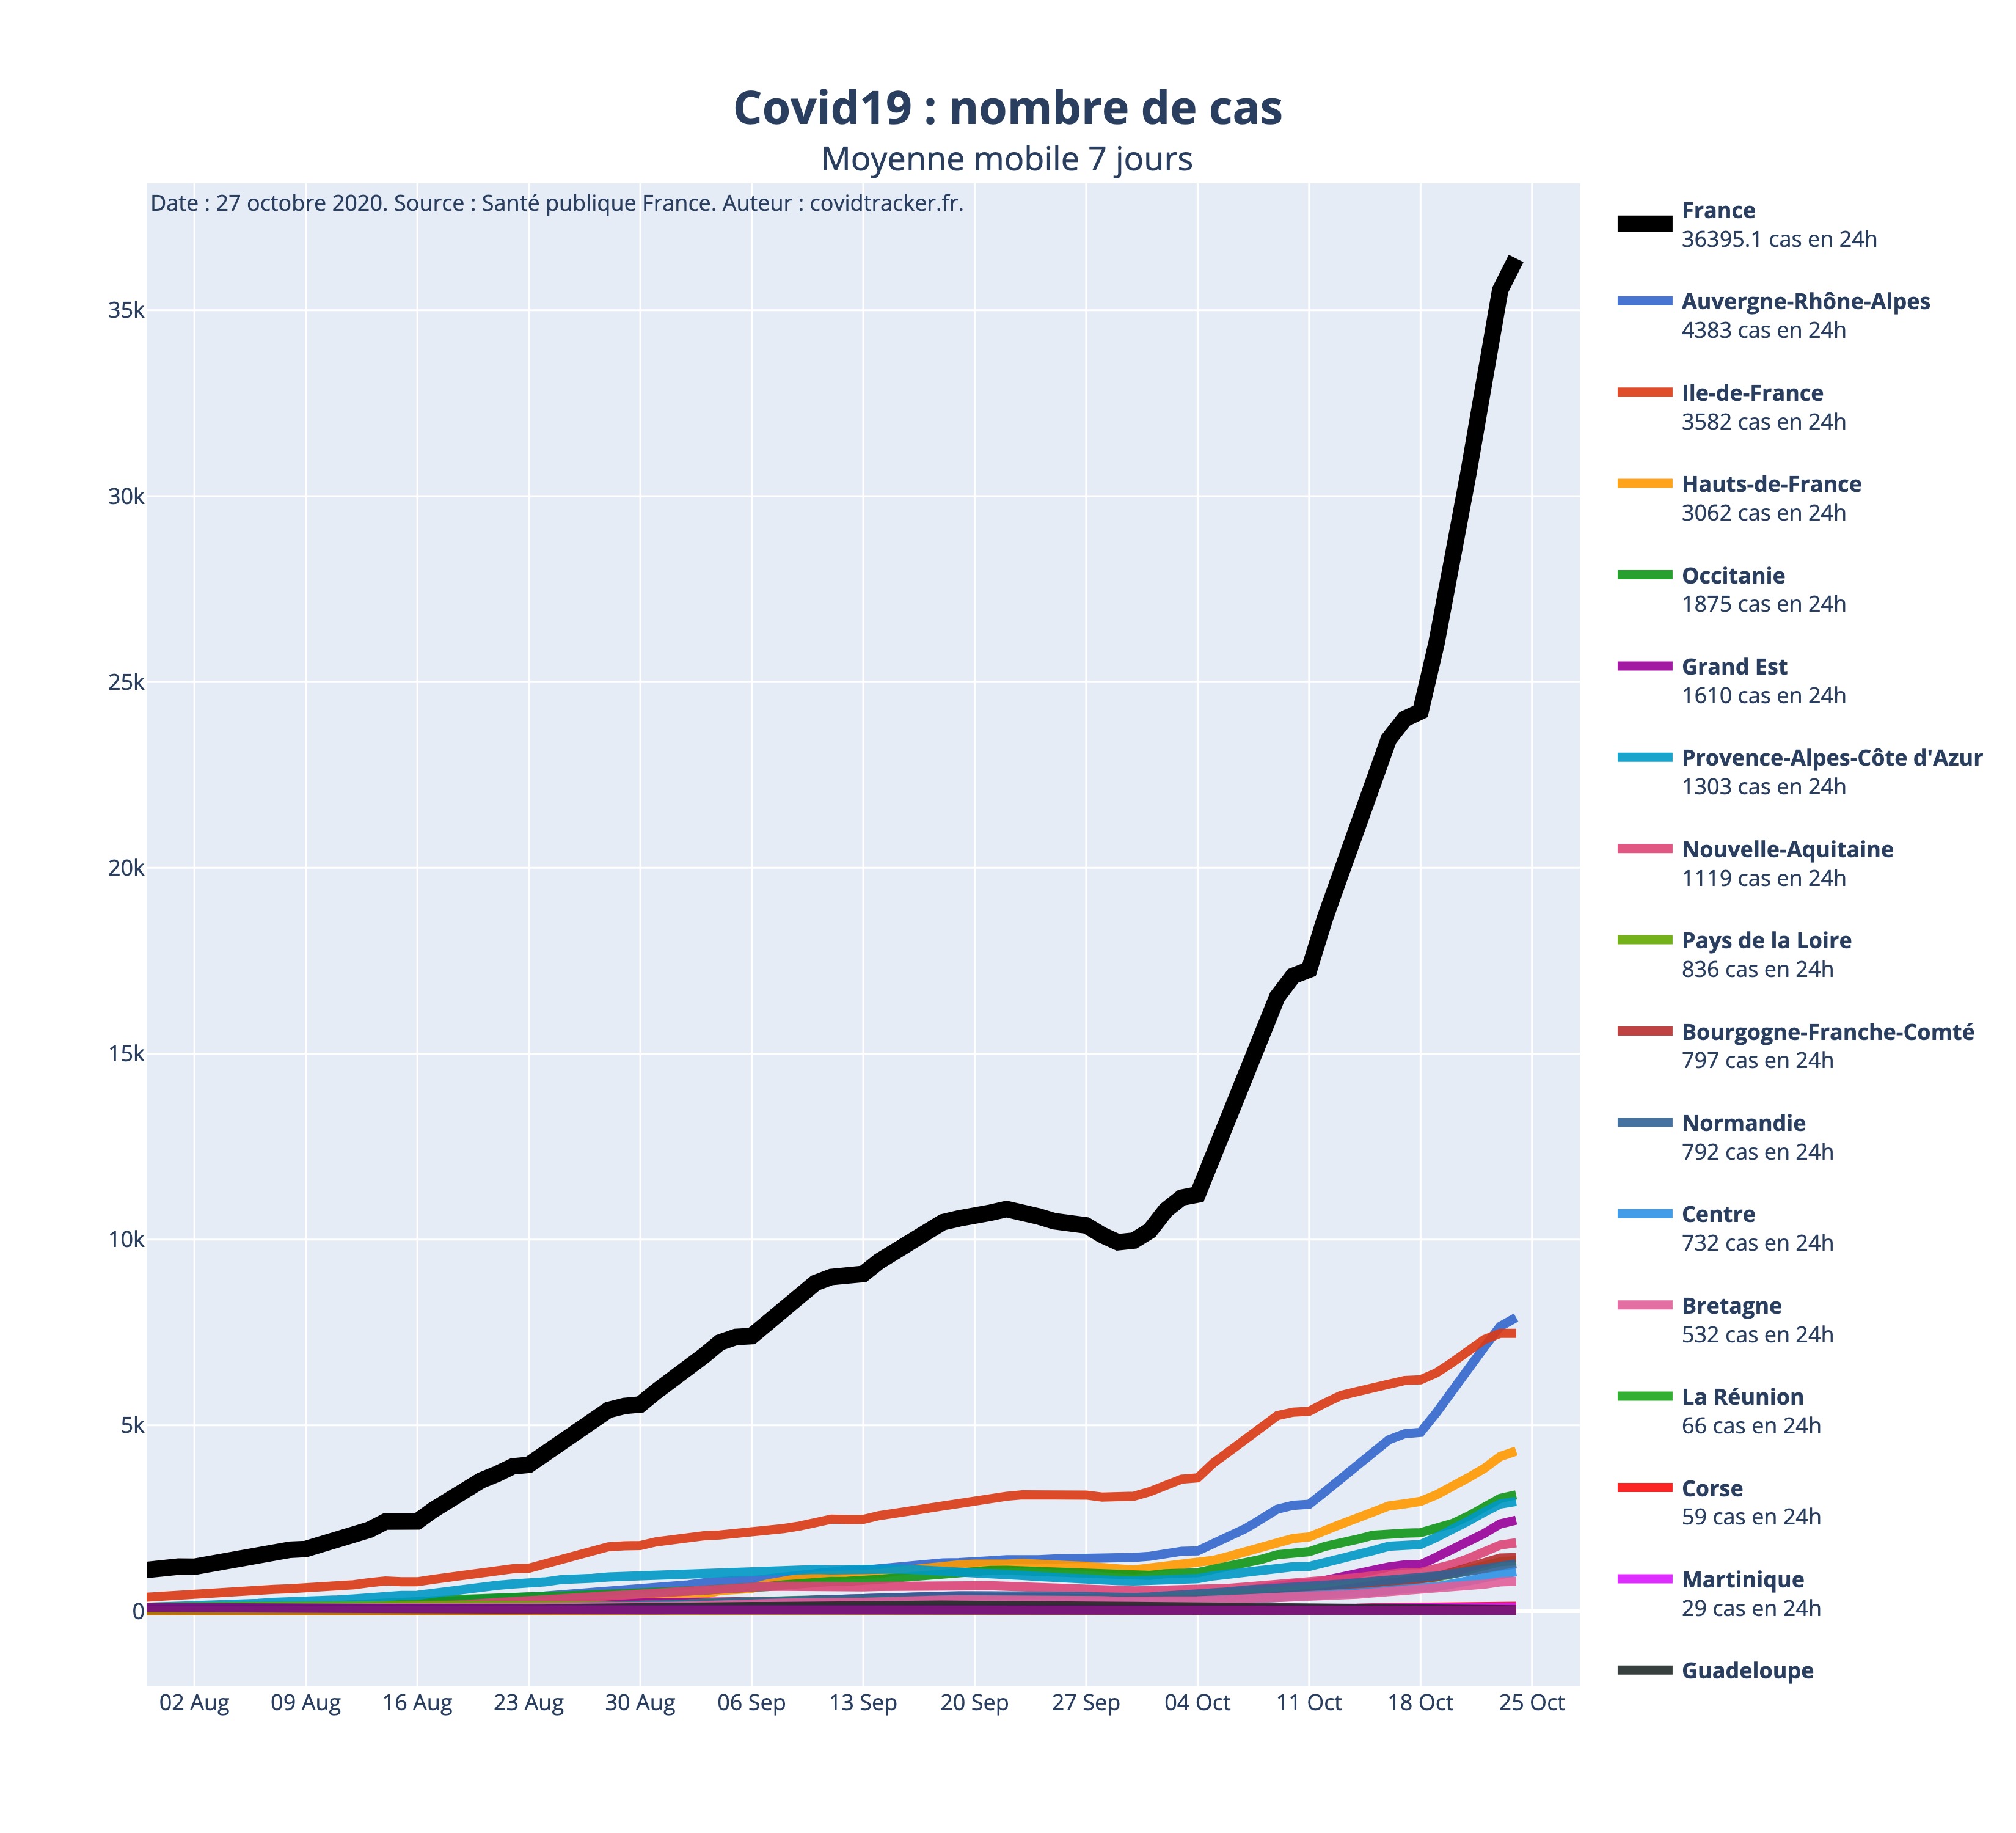 Covid19 : nombre de cas
Moyenne mobile 7 jours
Date : 27 octobre 2020. Source : Santé publique France. Auteur : covidtracker.fr.
35k
30k
25k
20k
15k
10k
5k
0
02 Aug
09 Aug
16 Aug
23 Aug
30 Aug
06 Sep
13 Sep
20 Sep
27 Sep
04 Oct
11 Oct
18 Oct
25 Oct
France
36395.1 cas en 24h
Auvergne-Rhône-Alpes
4383 cas en 24h
Ile-de-France
3582 cas en 24h
Hauts-de-France
3062 cas en 24h
Occitanie
1875 cas en 24h
Grand Est
1610 cas en 24h
Provence-Alpes-Côte d'Azur
1303 cas en 24h
Nouvelle-Aquitaine
1119 cas en 24h
Pays de la Loire
836 cas en 24h
Bourgogne-Franche-Comté
797 cas en 24h
Normandie
792 cas en 24h
Centre
732 cas en 24h
Bretagne
532 cas en 24h
La Réunion
66 cas en 24h
Corse
59 cas en 24h
Martinique
29 cas en 24h
Guadeloupe